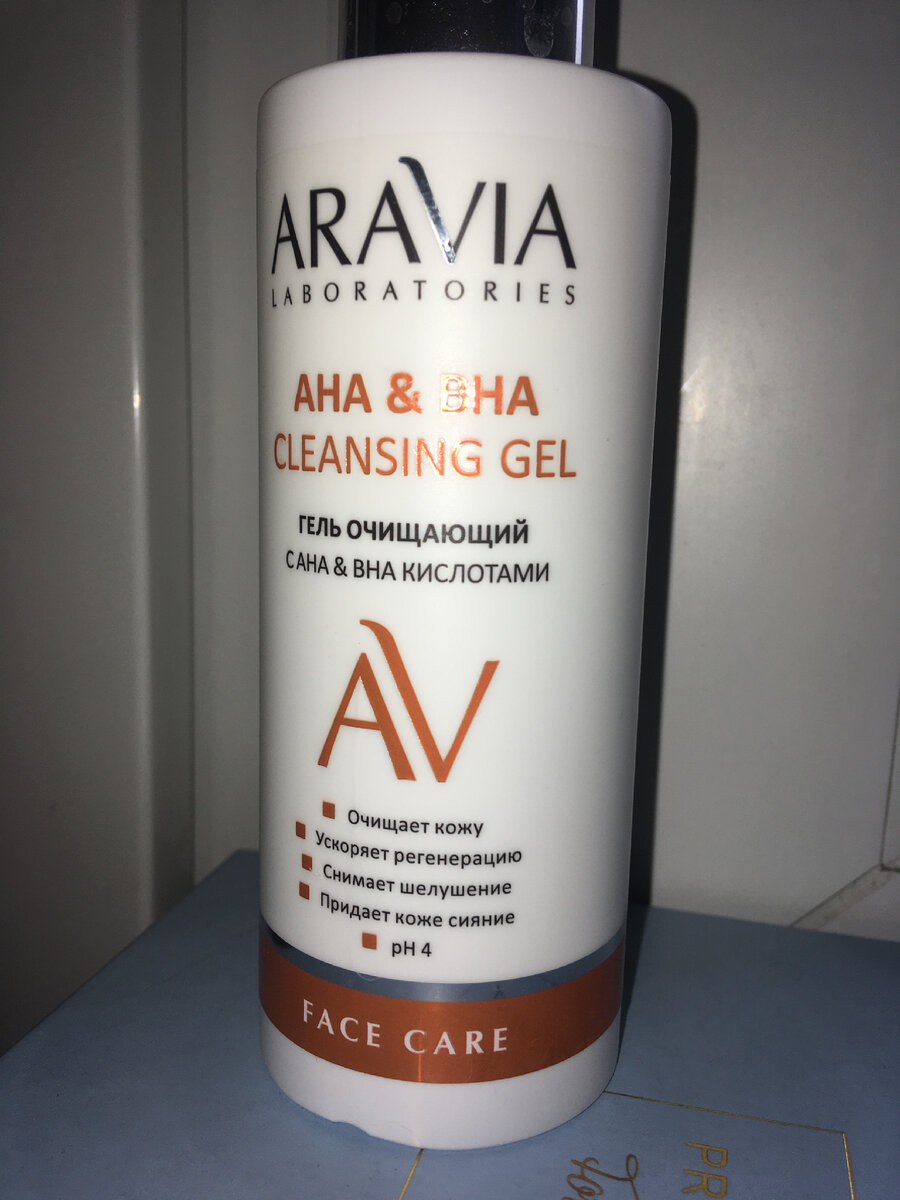 ARAVIA
LABORATORIES
AHA & BHA
CLEANSING GEL
ГЕЛЬ ОЧИЩАЮЩИЙ
С AHA & BHA КИСЛОТАМИ
AV
Очищает кожу
Ускоряет регенерацию
Снимает шелушение
Придает коже сияние
pH 4
FACE CARE
PR